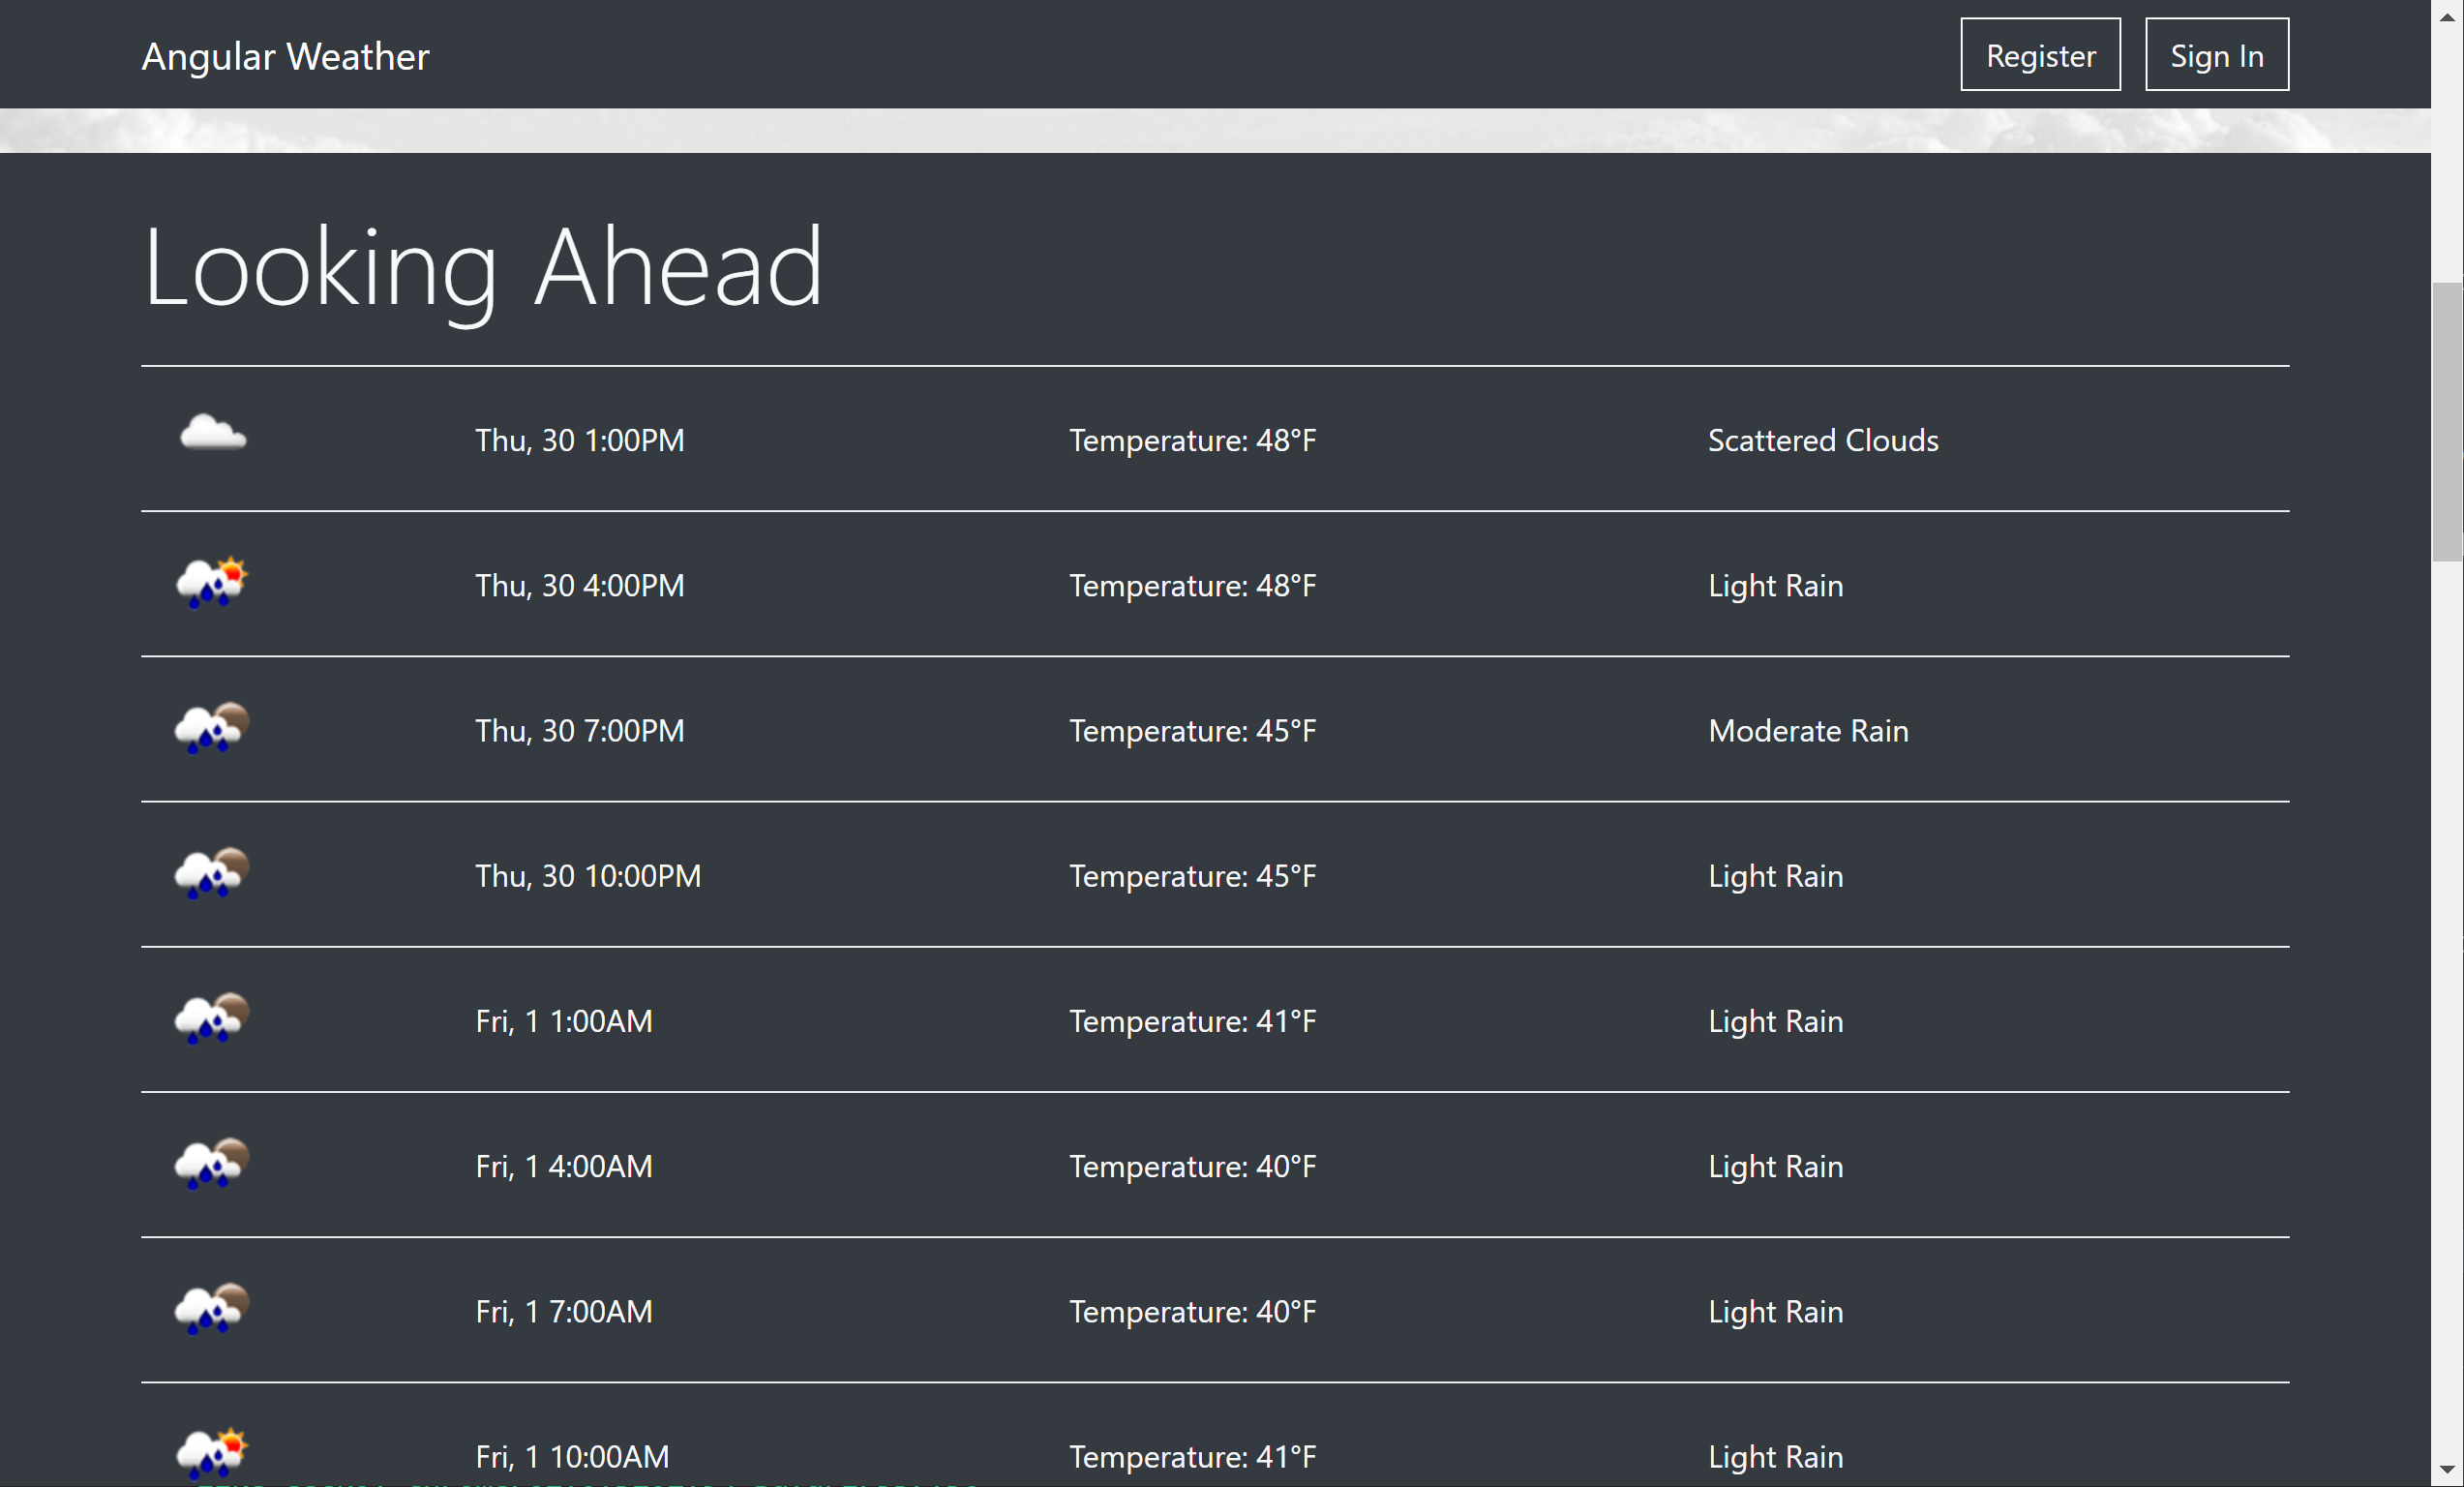 Angular Weather Register Sign In
Looking Ahead
Thu, 30 1:00PM Temperature: 48°F Scattered Clouds
Thu, 30 4:00PM Temperature: 48°F Light Rain
Thu, 30 7:00PM Temperature: 45°F Moderate Rain
Thu, 30 10:00PM Temperature: 45°F Light Rain
Fri, 1 1:00AM Temperature: 41°F Light Rain
Fri, 1 4:00AM Temperature: 40°F Light Rain
Fri, 1 7:00AM Temperature: 40°F Light Rain
Fri, 1 10:00AM Temperature: 41°F Light Rain